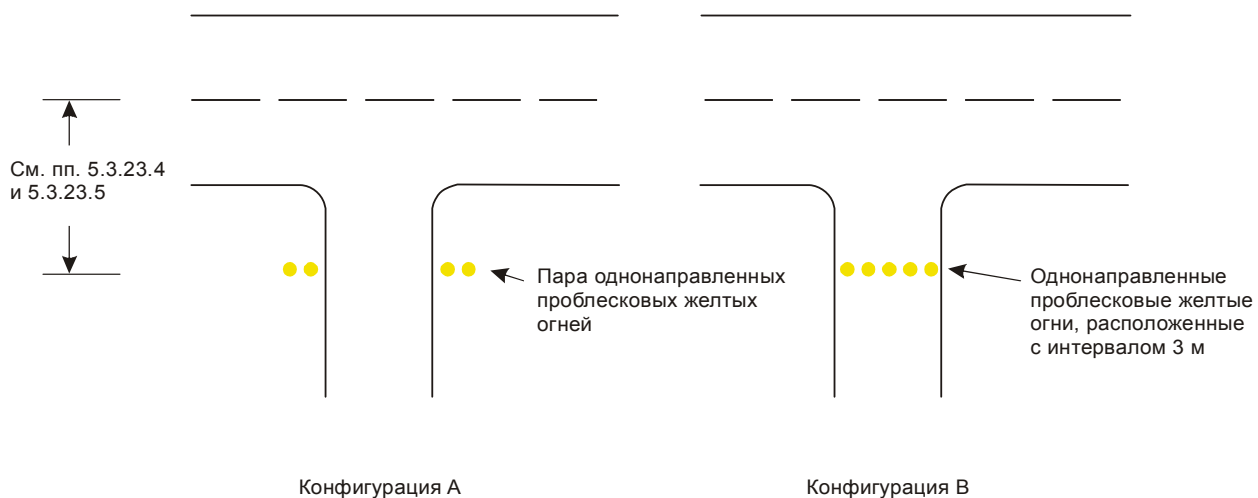 См. пп. 5.3.23.4
и 5.3.23.5
Пара однонаправленных
проблесковых желтых
огней
Однонаправленные
проблесковые желтые
огни, расположенные
с интервалом 3 м
Конфигурация A
Конфигурация B